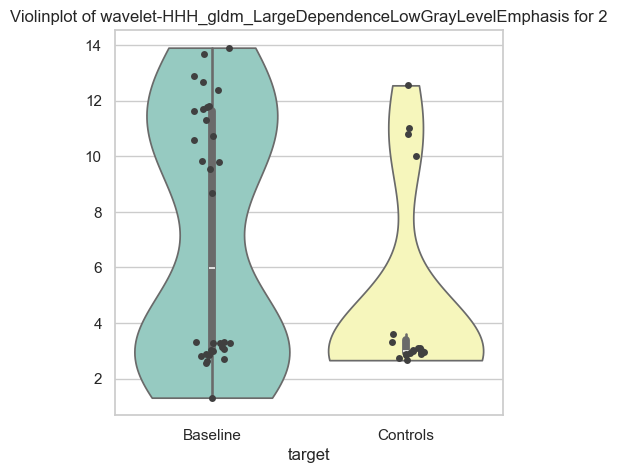 Violinplot of wavelet-HHH_gldm_LargeDependenceLowGrayLevelEmphasis for 2
14
12
10
8
6
4
2
Baseline Controls
target